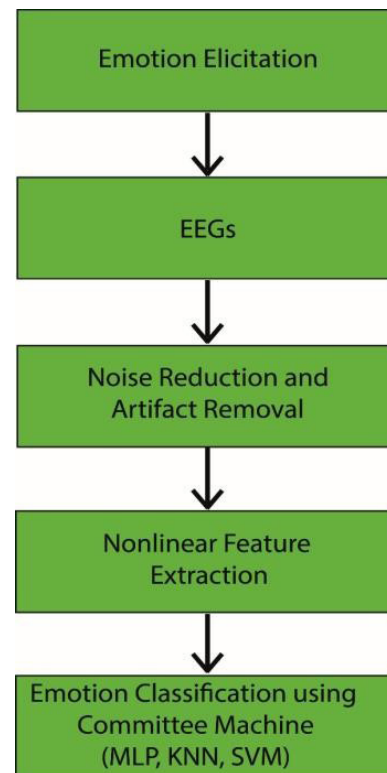 Emotion Elicitation
EEGs
Noise Reduction and
Artifact Removal
Nonlinear Feature
Extraction
Emotion Classification using
Committee Machine
(MLP, KNN, SVM)